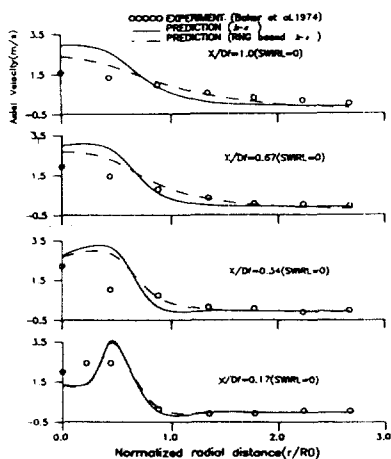 OOOOO EXPERIMENT (Baker et al.1974)
PREDICTION (k-ε)
PREDICTION (RNG based k-ε)
Axial Velocity(m/s)
3.5
1.5
-0.5
X/Df=1.0(SWIRL=0)
3.5
1.5
-0.5
X/Df=0.67(SWIRL=0)
3.5
1.5
-0.5
X/Df=0.34(SWIRL=0)
3.5
1.5
-0.5
X/Df=0.17(SWIRL=0)
0.0 1.0 2.0 3.0
Normalized radial distance(r/R0)